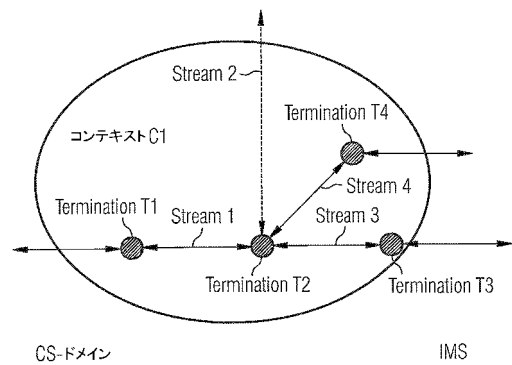 Stream 2
Termination T4
コンテキストC1
Stream 4
Termination T1
Stream 1
Stream 3
Termination T2
Termination T3
CS-ドメイン
IMS